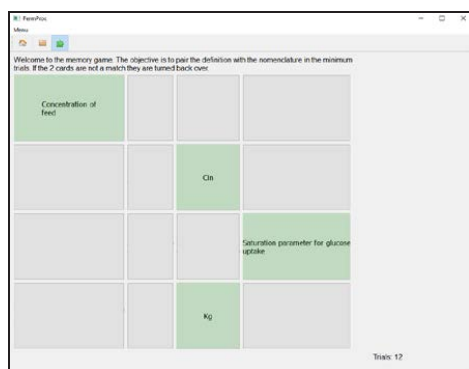 FermProc
Menu
Welcome to the memory game. The objective is to pair the definition with the nomenclature in the minimum
trials. If the 2 cards are not a match they are turned back over.
Concentration of
feed
Cin
Saturation parameter for glucose
uptake
Kg
Trials: 12